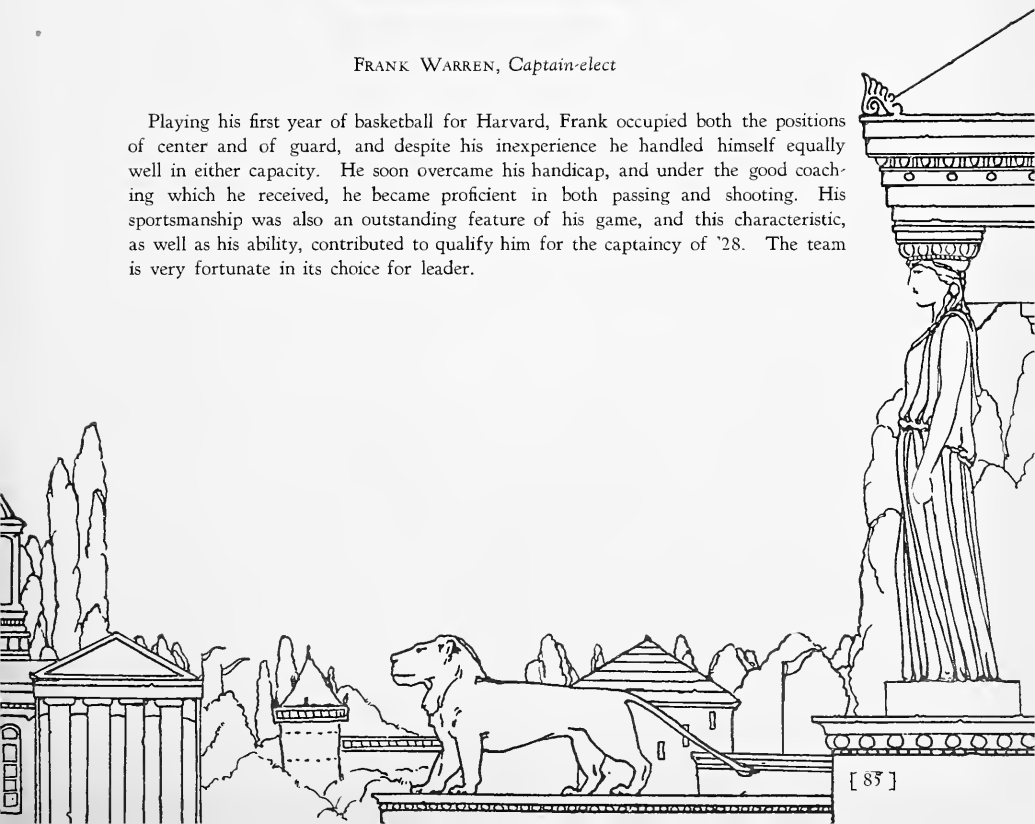 Frank Warren, Captain-elect
Playing his first year of basketball for Harvard, Frank occupied both the positions
of center and of guard, and despite his inexperience he handled himself equally
well in either capacity. He soon overcame his handicap, and under the good coach-
ing which he received, he became proficient in both passing and shooting. His
sportsmanship was also an outstanding feature of his game, and this characteristic,
as well as his ability, contributed to qualify him for the captaincy of '28. The team
is very fortunate in its choice for leader.
[ 85 ]